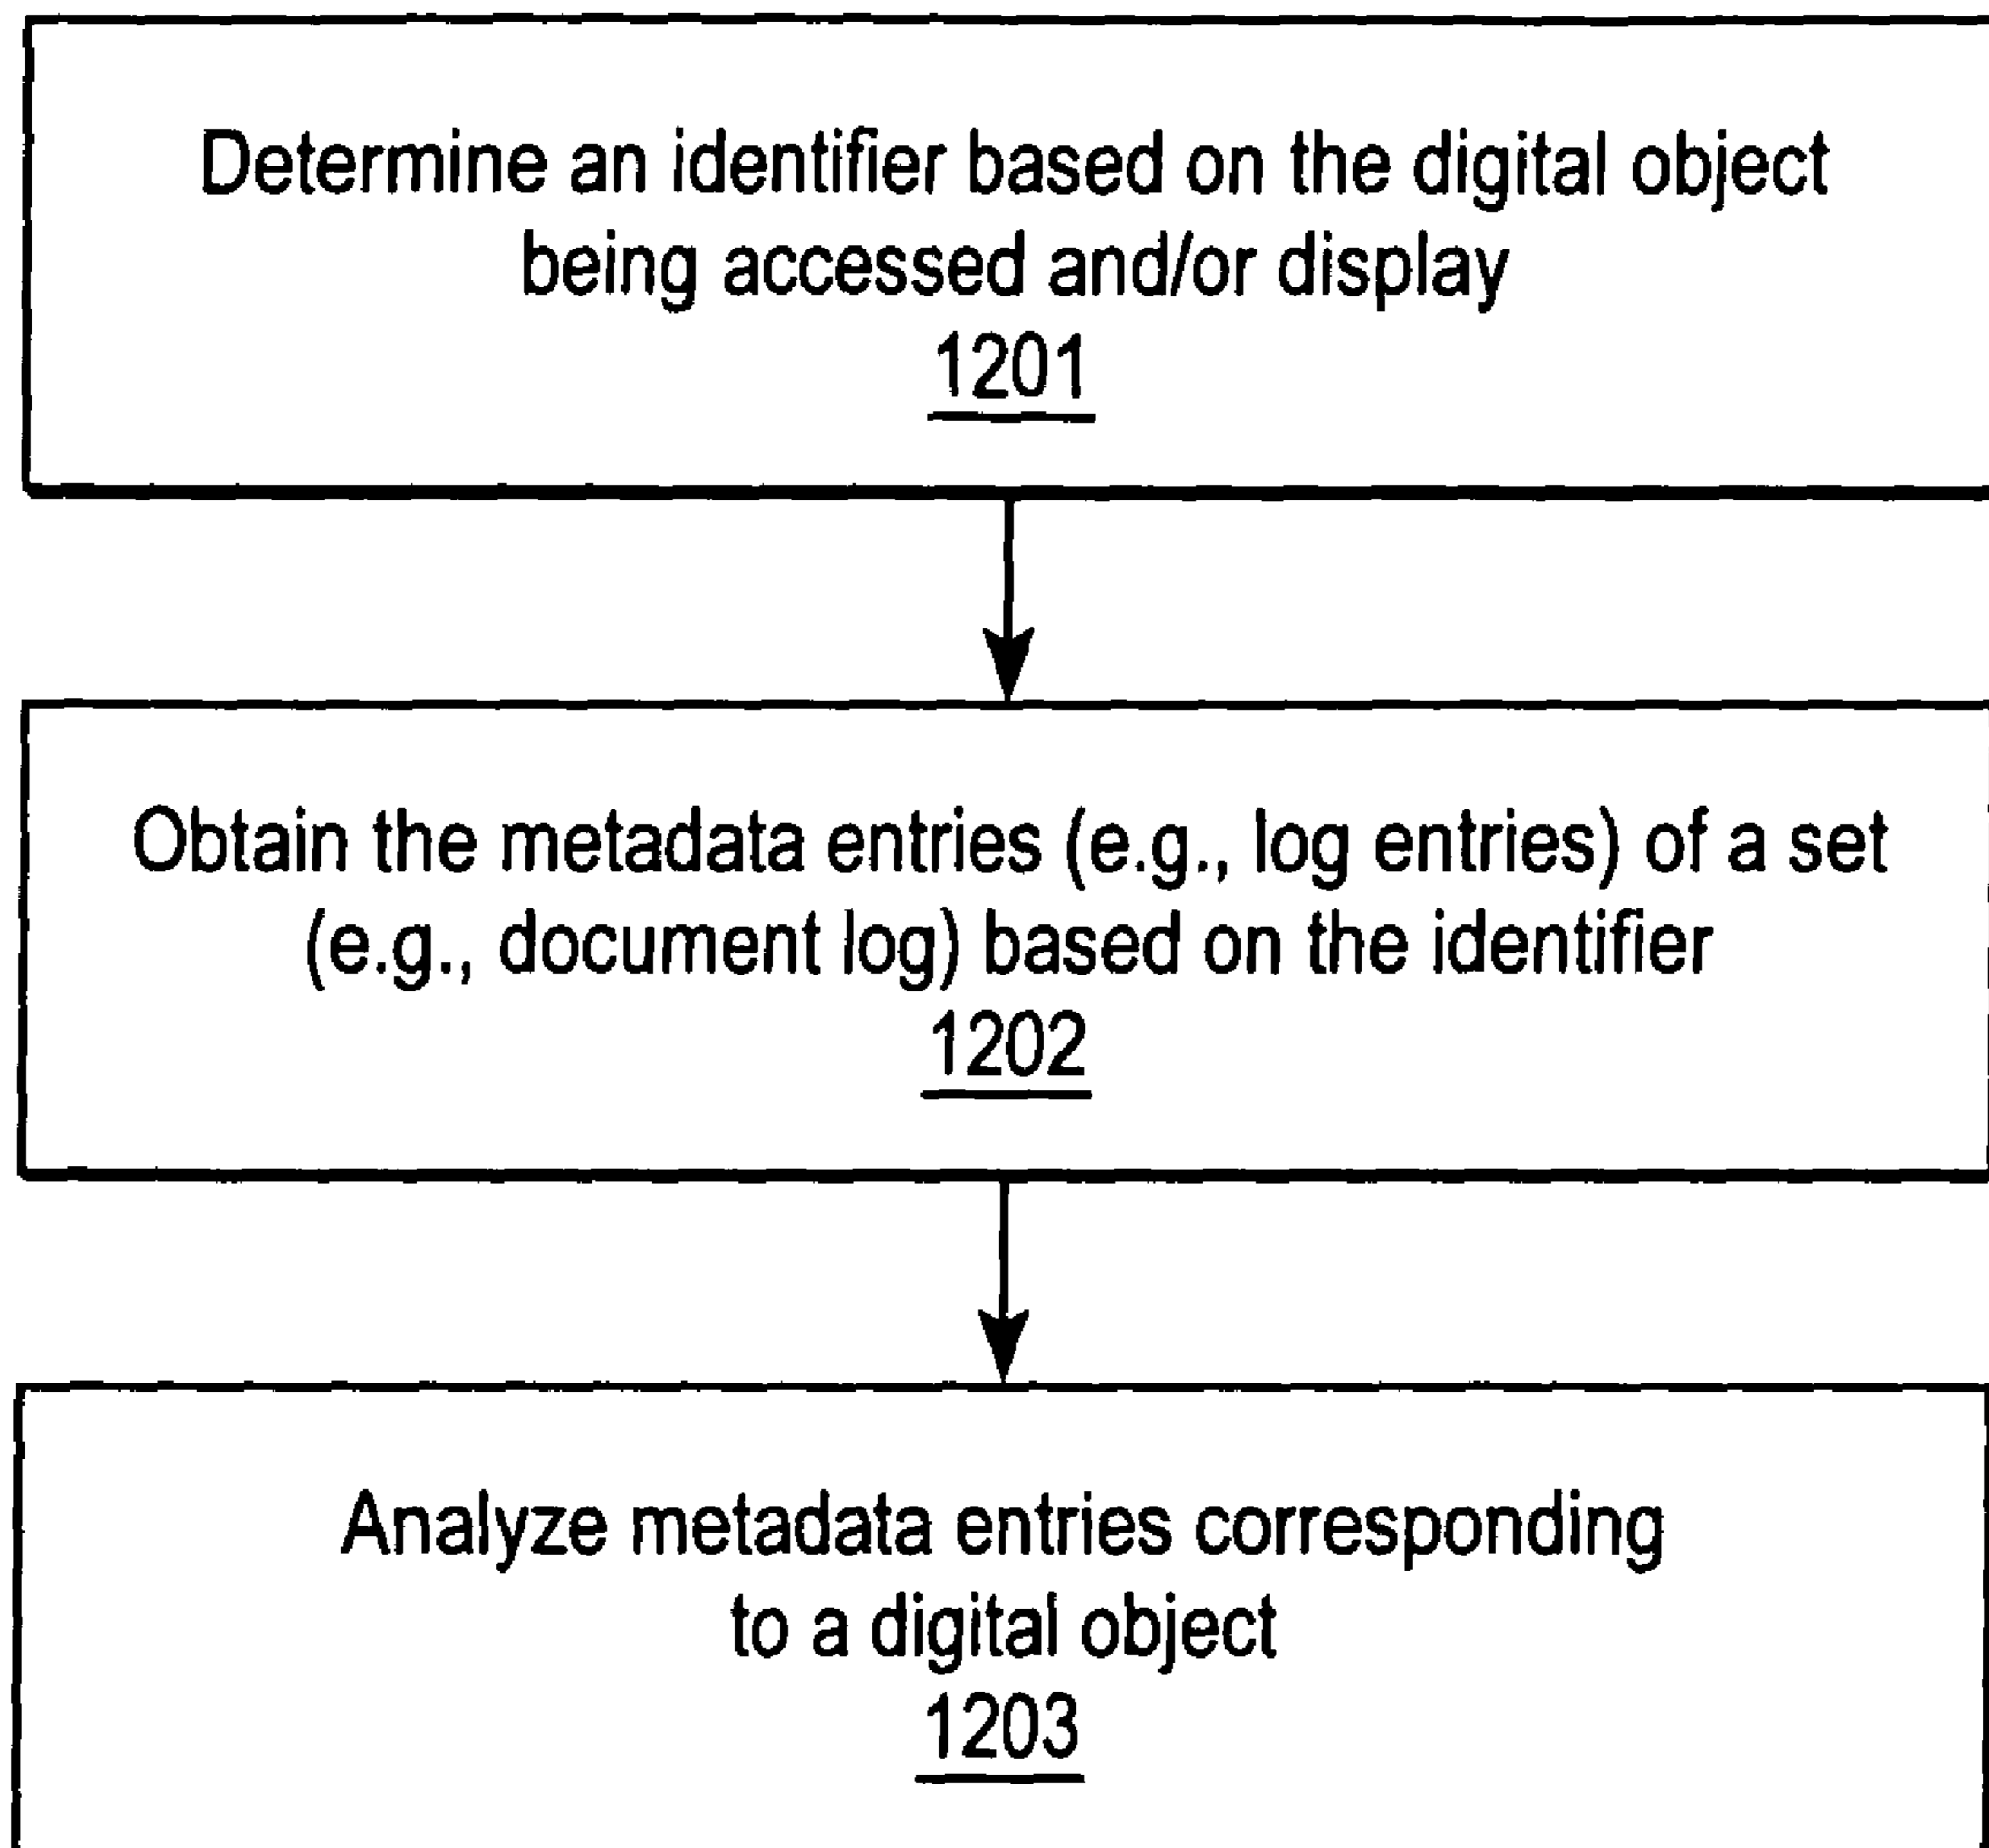 Determine an identifier based on the digital object
being accessed and/or display
1201
Obtain the metadata entries (e.g., log entries) of a set
(e.g., document log) based on the identifier
1202
Analyze metadata entries corresponding
to a digital object
1203